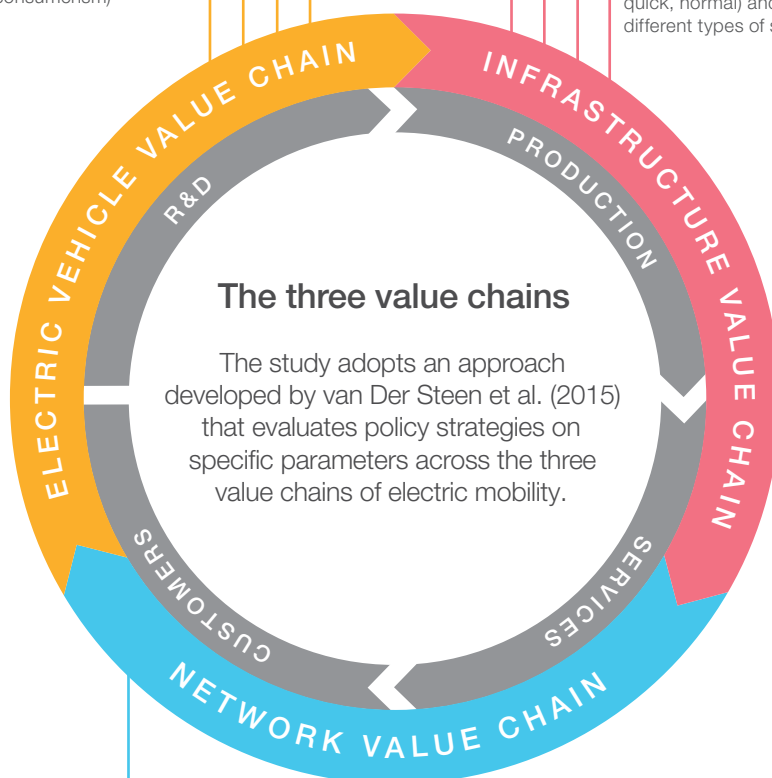 quick, normal) and
different types of s
ELECTRIC VEHICLE VALUE CHAIN
INFRASTRUCTURE VALUE CHAIN
R&D
PRODUCTION
The three value chains
The study adopts an approach
developed by van Der Steen et al. (2015)
that evaluates policy strategies on
specific parameters across the three
value chains of electric mobility.
CUSTOMERS
SERVICES
NETWORK VALUE CHAIN